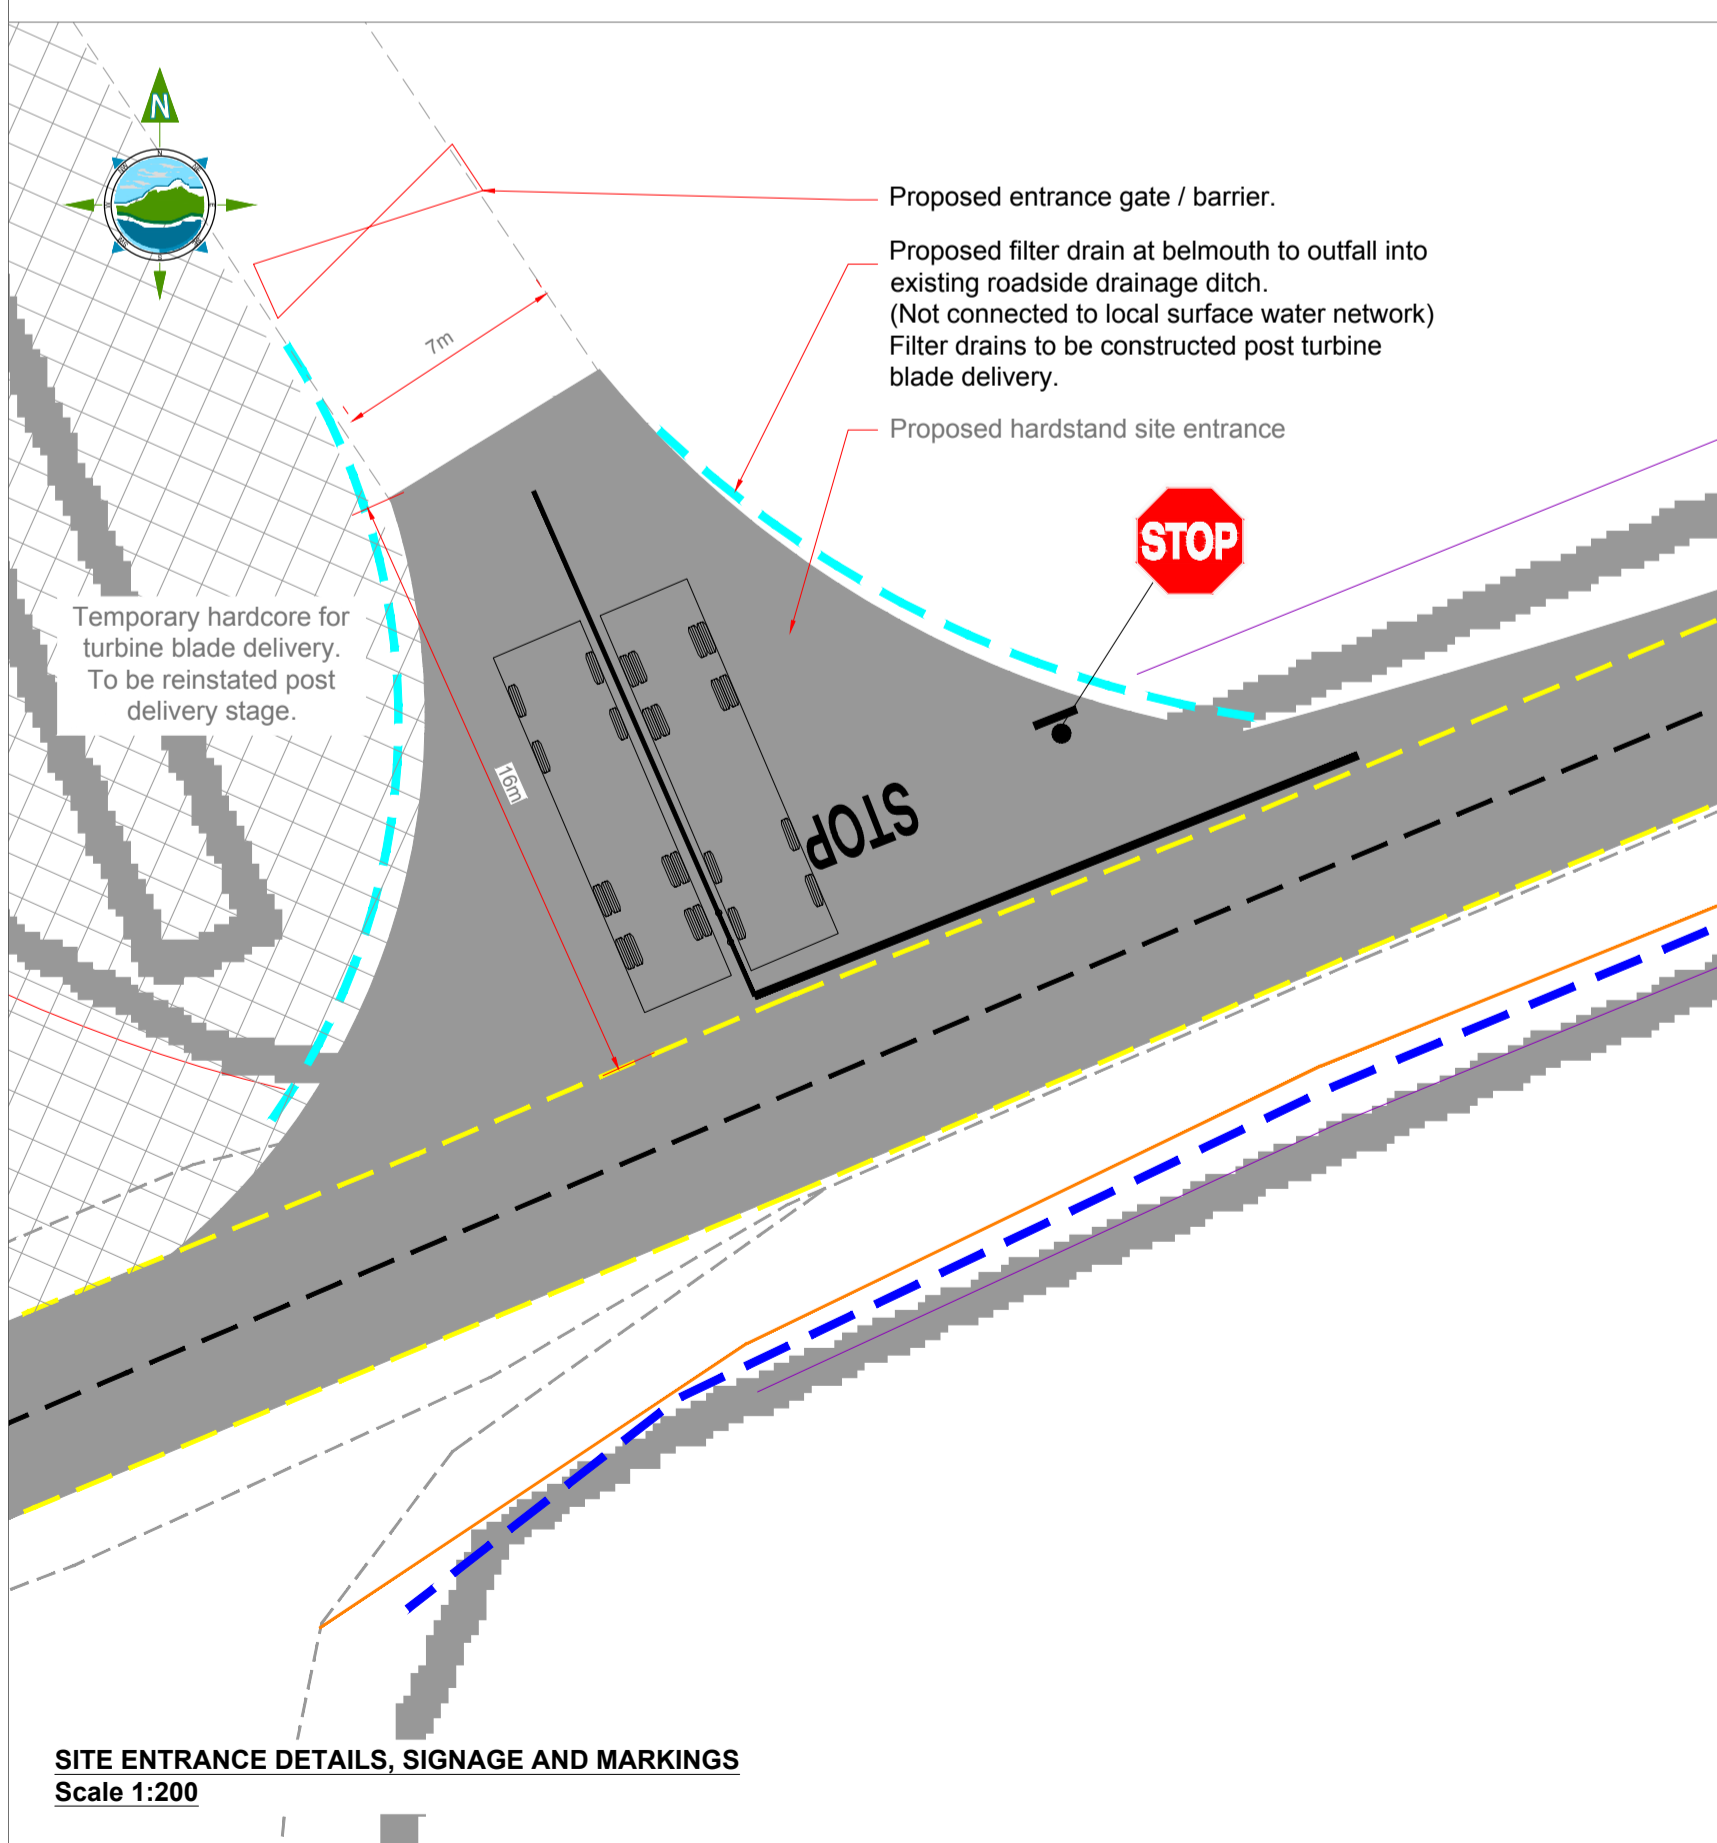 N
Proposed entrance gate / barrier.
Proposed filter drain at belmouth to outfall into
existing roadside drainage ditch.
(Not connected to local surface water network)
Filter drains to be constructed post turbine
blade delivery.
7m
Proposed hardstand site entrance
STOP
Temporary hardcore for
turbine blade delivery.
To be reinstated post
delivery stage.
16m
STOP
SITE ENTRANCE DETAILS, SIGNAGE AND MARKINGS
Scale 1:200